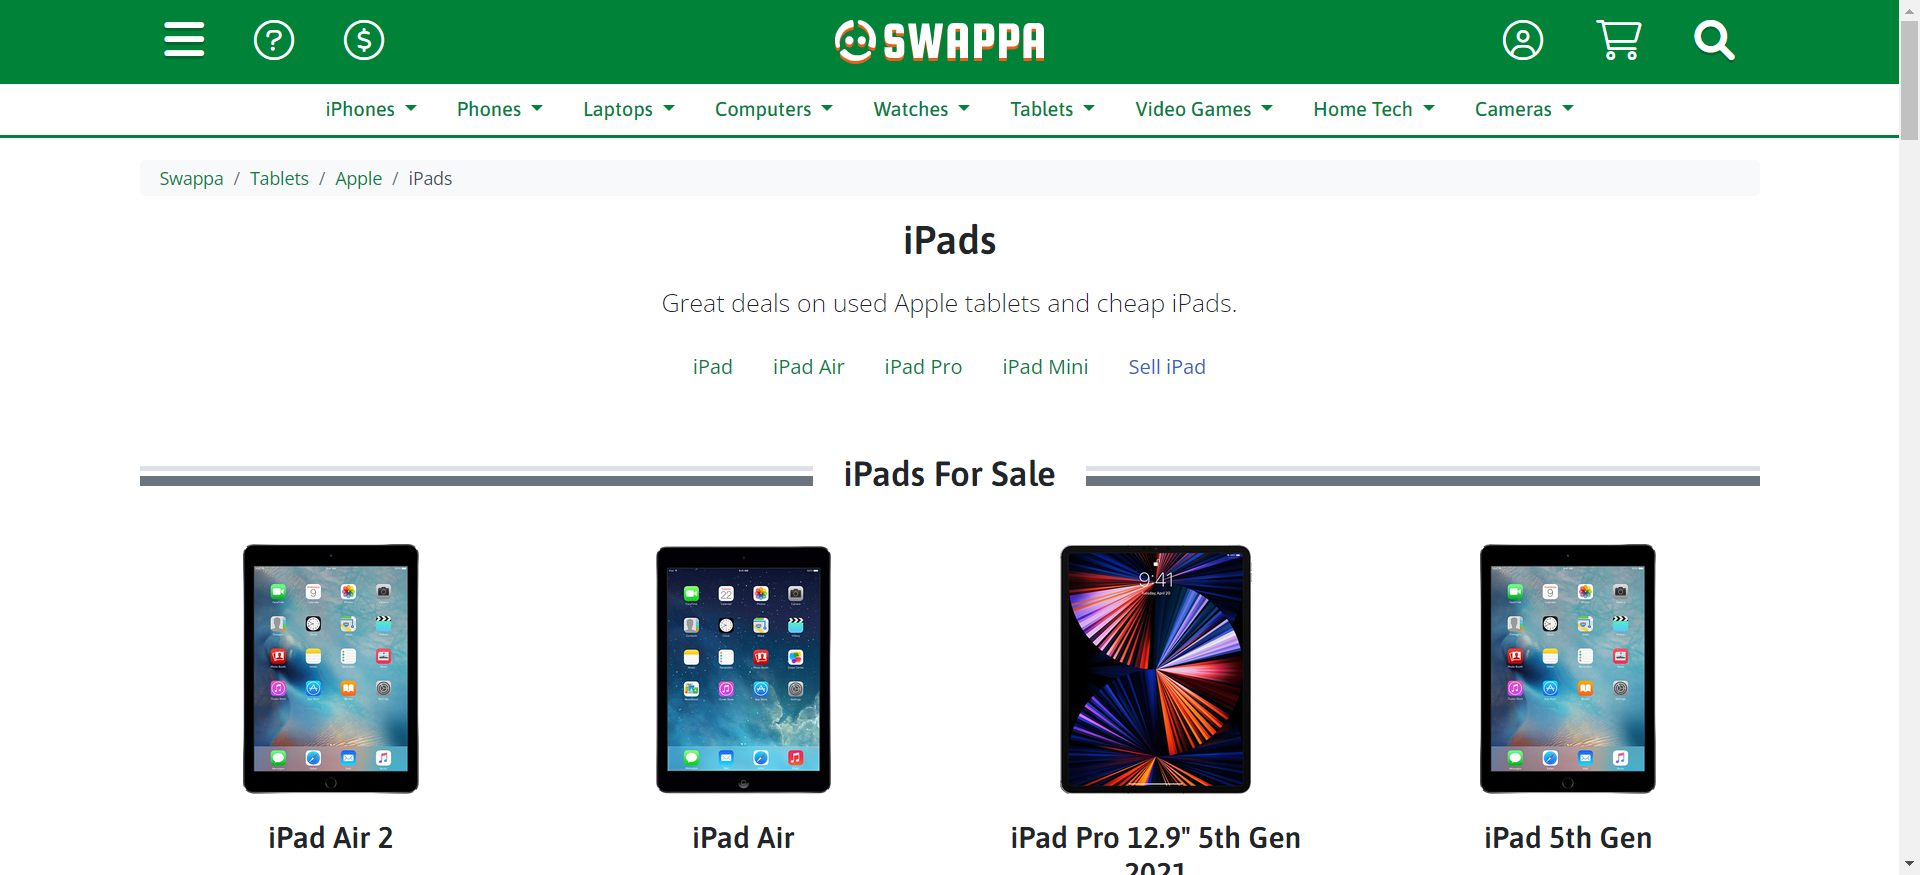 SWAPPA
iPhones Phones Laptops Computers Watches Tablets Video Games Home Tech Cameras
Swappa / Tablets / Apple / iPads
iPads
Great deals on used Apple tablets and cheap iPads.
iPad iPad Air iPad Pro iPad Mini Sell iPad
iPads For Sale
9:41
iPad Air 2
iPad Air
iPad Pro 12.9" 5th Gen
2021
iPad 5th Gen